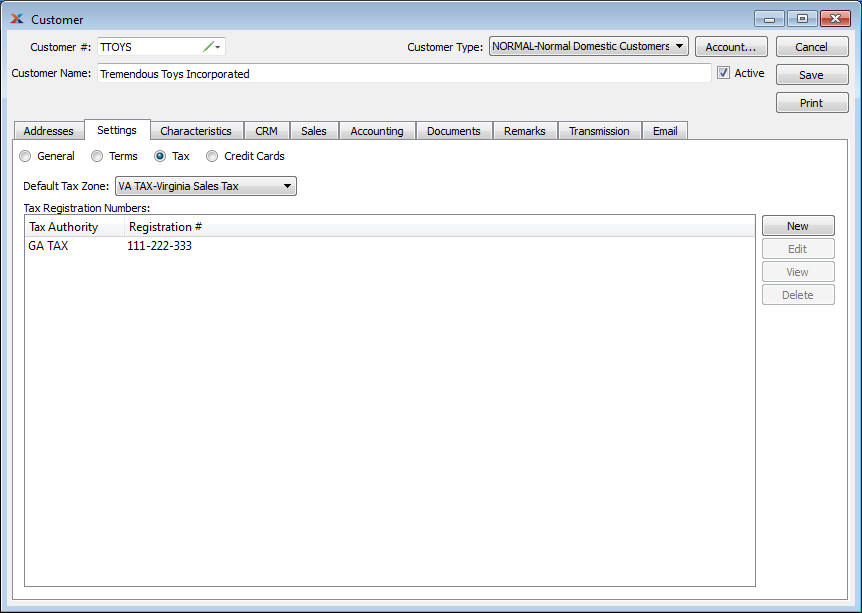 Customer
Customer #: TTOYS Customer Type: NORMAL-Normal Domestic Customers Account... Cancel
Customer Name: Tremendous Toys Incorporated Active Save
Print
Addresses Settings Characteristics CRM Sales Accounting Documents Remarks Transmission Email
General Terms Tax Credit Cards
Default Tax Zone: VA TAX-Virginia Sales Tax
Tax Registration Numbers:
Tax Authority Registration # New
GA TAX 111-222-333 Edit
View
Delete